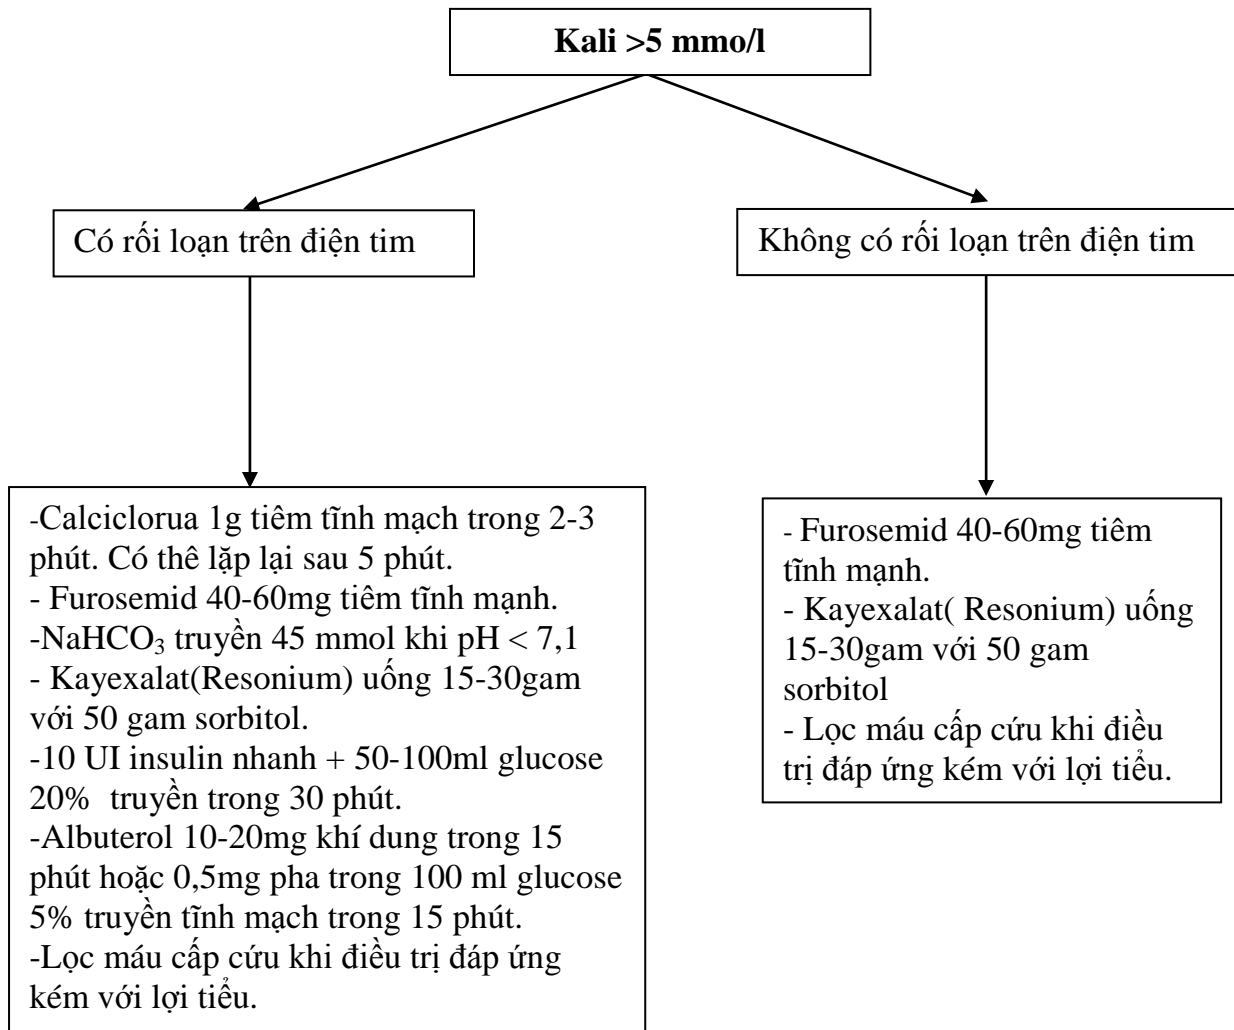 Kali >5 mmo/l
Có rối loạn trên điện tim
Không có rối loạn trên điện tim
-Calciclorua 1g tiêm tĩnh mạch trong 2-3
phút. Có thê lặp lại sau 5 phút.
- Furosemid 40-60mg tiêm tĩnh mạnh.
-NaHCO₃ truyền 45 mmol khi pH < 7,1
- Kayexalat(Resonium) uống 15-30gam
với 50 gam sorbitol.
-10 UI insulin nhanh + 50-100ml glucose
20% truyền trong 30 phút.
-Albuterol 10-20mg khí dung trong 15
phút hoặc 0,5mg pha trong 100 ml glucose
5% truyền tĩnh mạch trong 15 phút.
-Lọc máu cấp cứu khi điều trị đáp ứng
kém với lợi tiểu.
- Furosemid 40-60mg tiêm
tĩnh mạnh.
- Kayexalat( Resonium) uống
15-30gam với 50 gam
sorbitol
- Lọc máu cấp cứu khi điều
trị đáp ứng kém với lợi tiểu.